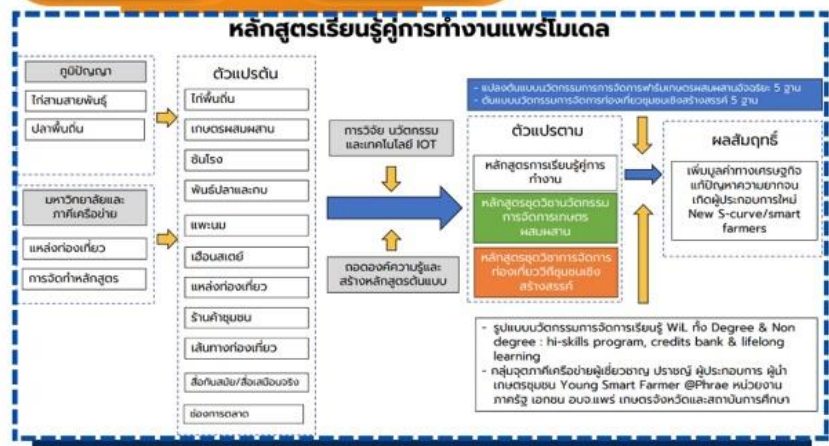 หลักสูตรเรียนรู้คู่การทำงานแพร่โมเดล
ภูมิปัญญา
ไก่สามสายพันธุ์
ปลาพื้นถิ่น
มหาวิทยาลัยและ
ภาคีเครือข่าย
แหล่งท่องเที่ยว
การจัดทำหลักสูตร
ตัวแปรต้น
ไก่พื้นถิ่น
เกษตรผสมผสาน
ชันโรง
พันธุ์ปลาและกบ
แพะนม
เฮือนสเตย์
แหล่งท่องเที่ยว
ร้านค้าชุมชน
เส้นทางท่องเที่ยว
สื่อทันสมัย/สื่อเสมือนจริง
ช่องการตลาด
การวิจัย นวัตกรรม
และเทคโนโลยี IOT
ถอดองค์ความรู้และ
สร้างหลักสูตรต้นแบบ
- แปลงต้นแบบนวัตกรรมการจัดการฟาร์มเกษตรผสมผสานอัจฉริยะ 5 ฐาน
- ต้นแบบนวัตกรรมการจัดการท่องเที่ยวชุมชนเชิงสร้างสรรค์ 5 ฐาน
ตัวแปรตาม
หลักสูตรการเรียนรู้คู่การ
ทำงาน
หลักสูตรชุดวิชานวัตกรรม
การจัดการเกษตร
ผสมผสาน
หลักสูตรชุดวิชาการจัดการ
ท่องเที่ยววิถีชุมชนเชิง
สร้างสรรค์
ผลสัมฤทธิ์
เพิ่มมูลค่าทางเศรษฐกิจ
แก้ปัญหาความยากจน
เกิดผู้ประกอบการใหม่
New S-curve/smart
farmers
- รูปแบบนวัตกรรมการจัดการเรียนรู้ WiL ทั้ง Degree & Non
degree : hi-skills program, credits bank & lifelong
learning
- กลุ่มจตุภาคีเครือข่ายผู้เชี่ยวชาญ ปราชญ์ ผู้ประกอบการ ผู้นำ
เกษตรชุมชน Young Smart Farmer @Phrae หน่วยงาน
ภาครัฐ เอกชน อบจ.แพร่ เกษตรจังหวัดและสถาบันการศึกษา